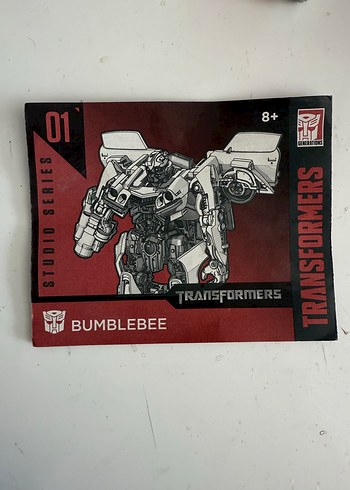 01
STUDIO SERIES
8+
GENERATIONS
TRANSFORMERS
TRANSFORMERS
BUMBLEBEE